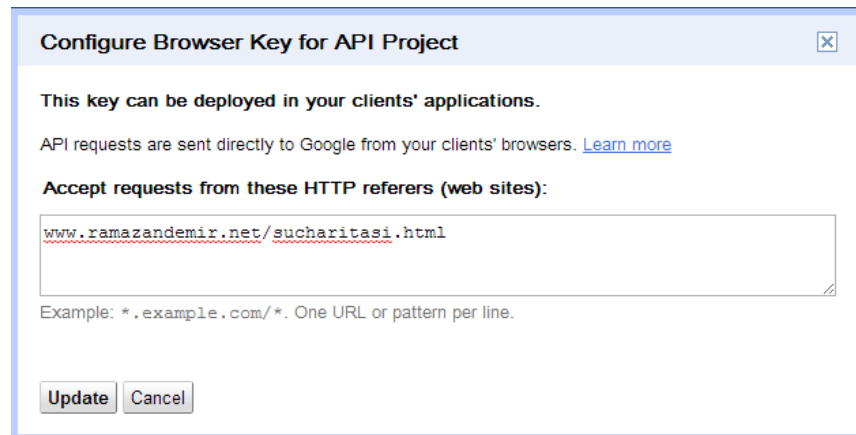 Configure Browser Key for API Project
This key can be deployed in your clients' applications.
API requests are sent directly to Google from your clients' browsers. Learn more
Accept requests from these HTTP referers (web sites):
www.ramazandemir.net/sucharitasi.html
Example: *.example.com/*. One URL or pattern per line.
Update Cancel